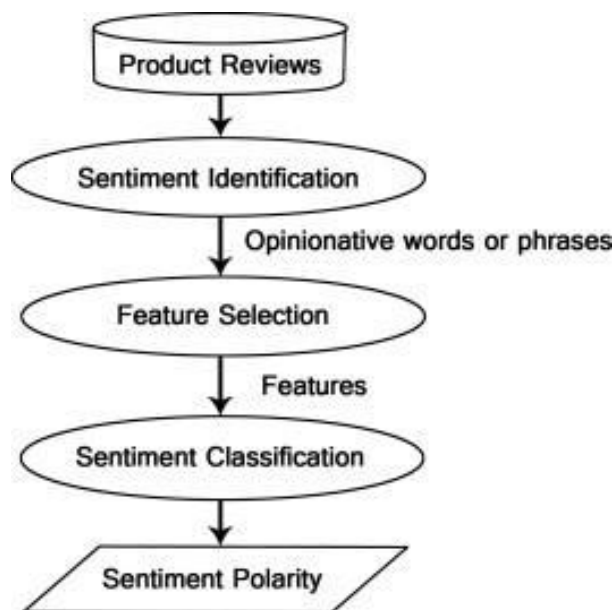 Product Reviews
Sentiment Identification
Opinionative words or phrases
Feature Selection
Features
Sentiment Classification
Sentiment Polarity